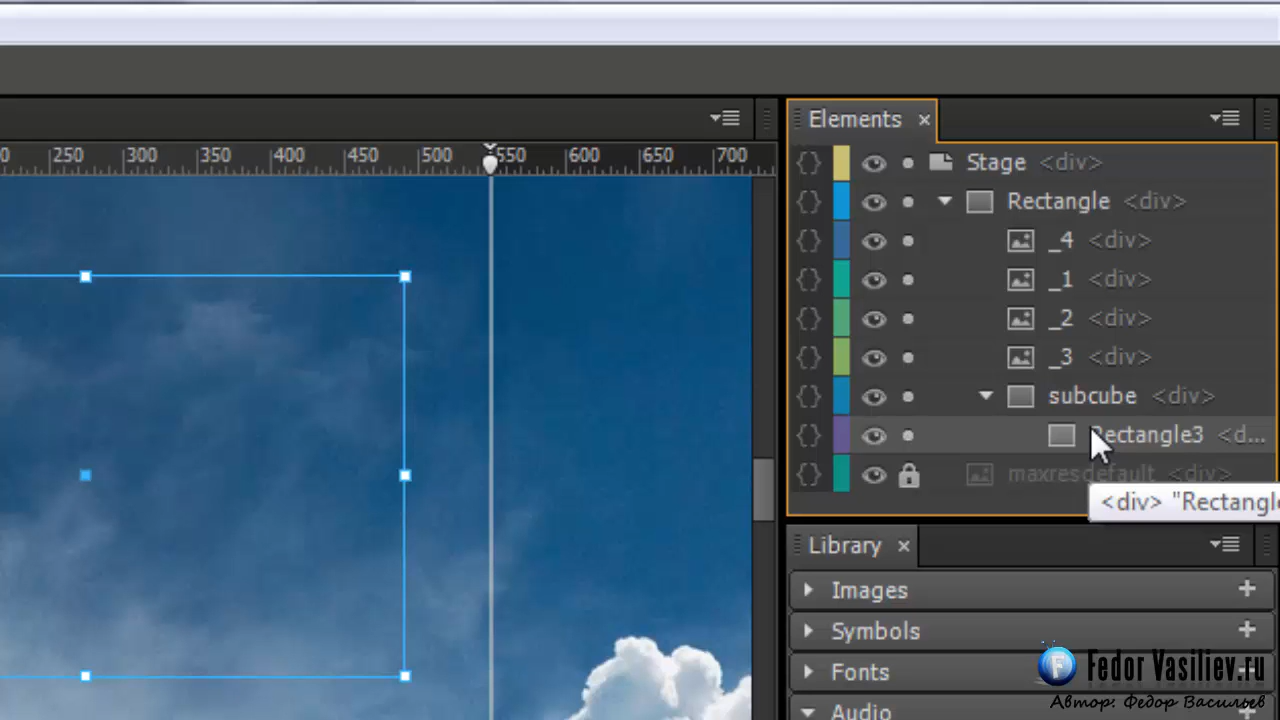 Elements ×
0 250 300 350 400 450 500 550 600 650 700
{} Stage <div>
{} Rectangle <div>
{} _4 <div>
{} _1 <div>
{} _2 <div>
{} _3 <div>
{} subcube <div>
{} Rectangle3 <d...
{} maxresdefault <div>
<div> "Rectangle
Library ×
Images +
Symbols +
Fonts
Audio
Fedor Vasiliev.ru
Автор: Федор Васильев